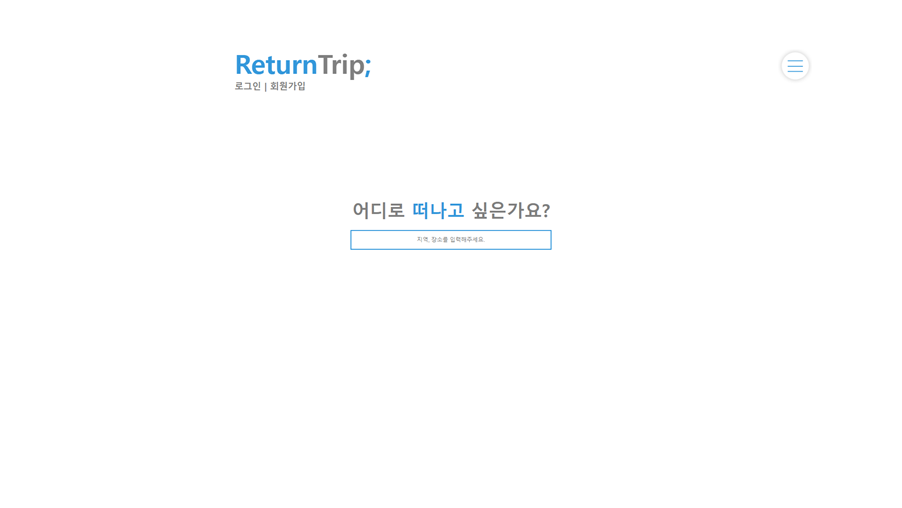 ReturnTrip;
로그인 | 회원가입
어디로 떠나고 싶은가요?
지역, 장소를 입력해주세요.